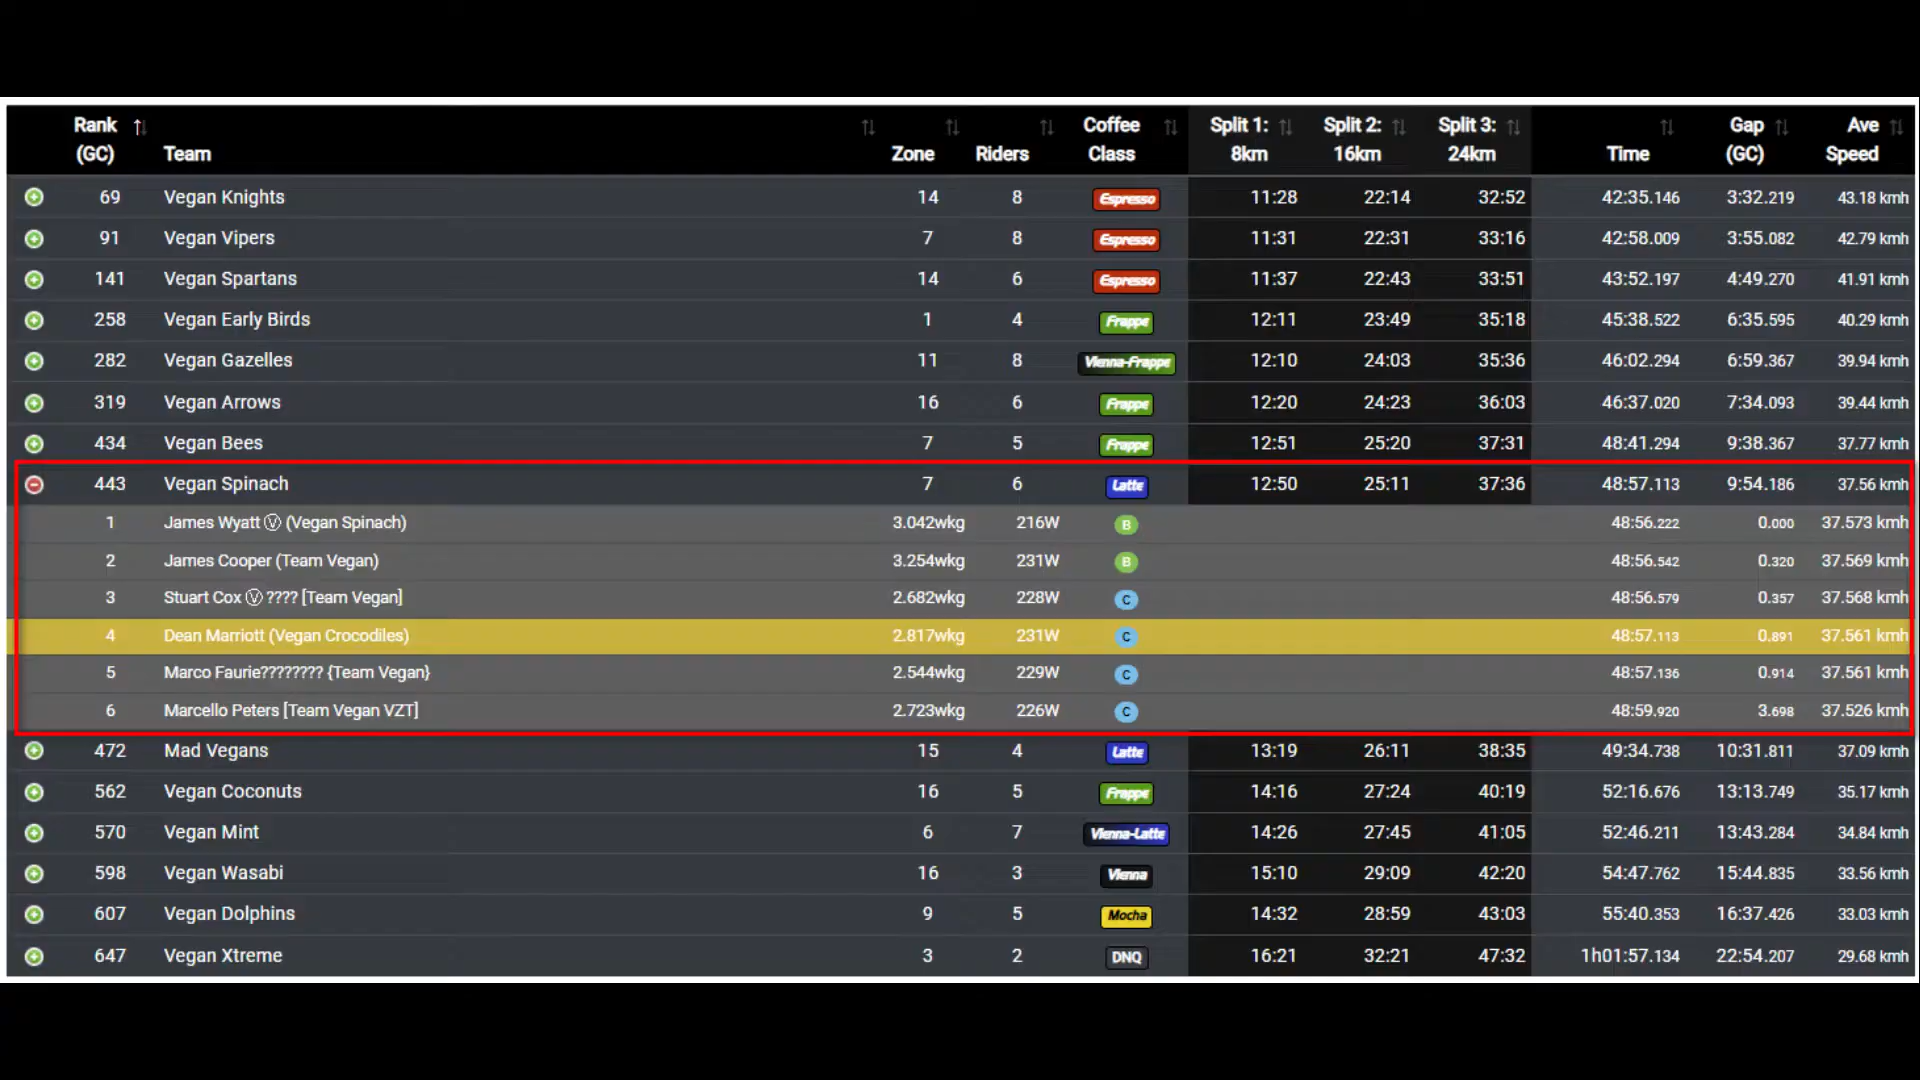 Rank (GC) Team Zone Riders Coffee Class Split 1: 8km Split 2: 16km Split 3: 24km Time Gap (GC) Ave Speed
69 Vegan Knights 14 8 Espresso 11:28 22:14 32:52 42:35.146 3:32.219 43.18 kmh
91 Vegan Vipers 7 8 Espresso 11:31 22:31 33:16 42:58.009 3:55.082 42.79 kmh
141 Vegan Spartans 14 6 Espresso 11:37 22:43 33:51 43:52.197 4:49.270 41.91 kmh
258 Vegan Early Birds 1 4 Frappe 12:11 23:49 35:18 45:38.522 6:35.595 40.29 kmh
282 Vegan Gazelles 11 8 Vienna-Frappe 12:10 24:03 35:36 46:02.294 6:59.367 39.94 kmh
319 Vegan Arrows 16 6 Frappe 12:20 24:23 36:03 46:37.020 7:34.093 39.44 kmh
434 Vegan Bees 7 5 Frappe 12:51 25:20 37:31 48:41.294 9:38.367 37.77 kmh
443 Vegan Spinach 7 6 Latte 12:50 25:11 37:36 48:57.113 9:54.186 37.56 kmh
1 James Wyatt Ⓥ (Vegan Spinach) 3.042wkg 216W B 48:56.222 0.000 37.573 kmh
2 James Cooper (Team Vegan) 3.254wkg 231W B 48:56.542 0.320 37.569 kmh
3 Stuart Cox Ⓥ ???? [Team Vegan] 2.682wkg 228W C 48:56.579 0.357 37.568 kmh
4 Dean Marriott (Vegan Crocodiles) 2.817wkg 231W C 48:57.113 0.891 37.561 kmh
5 Marco Faurie???????? {Team Vegan} 2.544wkg 229W C 48:57.136 0.914 37.561 kmh
6 Marcello Peters [Team Vegan VZT] 2.723wkg 226W C 48:59.920 3.698 37.526 kmh
472 Mad Vegans 15 4 Latte 13:19 26:11 38:35 49:34.738 10:31.811 37.09 kmh
562 Vegan Coconuts 16 5 Frappe 14:16 27:24 40:19 52:16.676 13:13.749 35.17 kmh
570 Vegan Mint 6 7 Vienna-Latte 14:26 27:45 41:05 52:46.211 13:43.284 34.84 kmh
598 Vegan Wasabi 16 3 Vienna 15:10 29:09 42:20 54:47.762 15:44.835 33.56 kmh
607 Vegan Dolphins 9 5 Mocha 14:32 28:59 43:03 55:40.353 16:37.426 33.03 kmh
647 Vegan Xtreme 3 2 DNQ 16:21 32:21 47:32 1h01:57.134 22:54.207 29.68 kmh